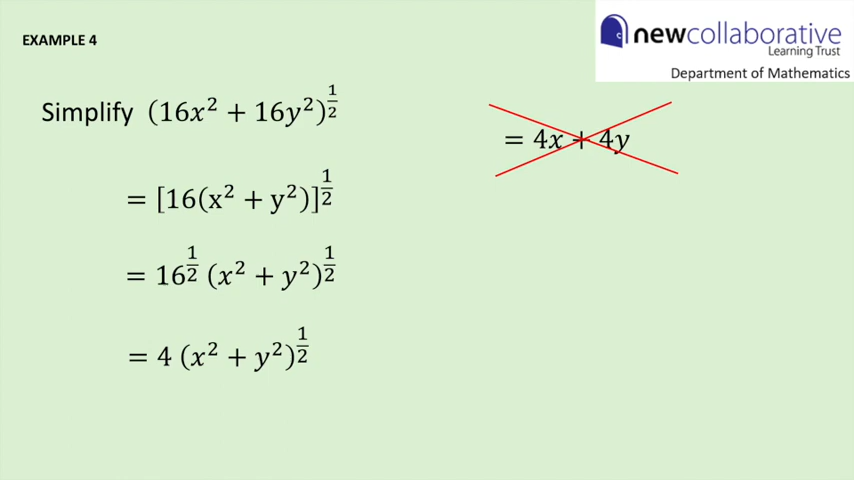 EXAMPLE 4
newcollaborative
Learning Trust
Department of Mathematics
Simplify (16x² + 16y²)^½
= 4x + 4y
= [16(x² + y²)]^½
= 16^½ (x² + y²)^½
= 4 (x² + y²)^½